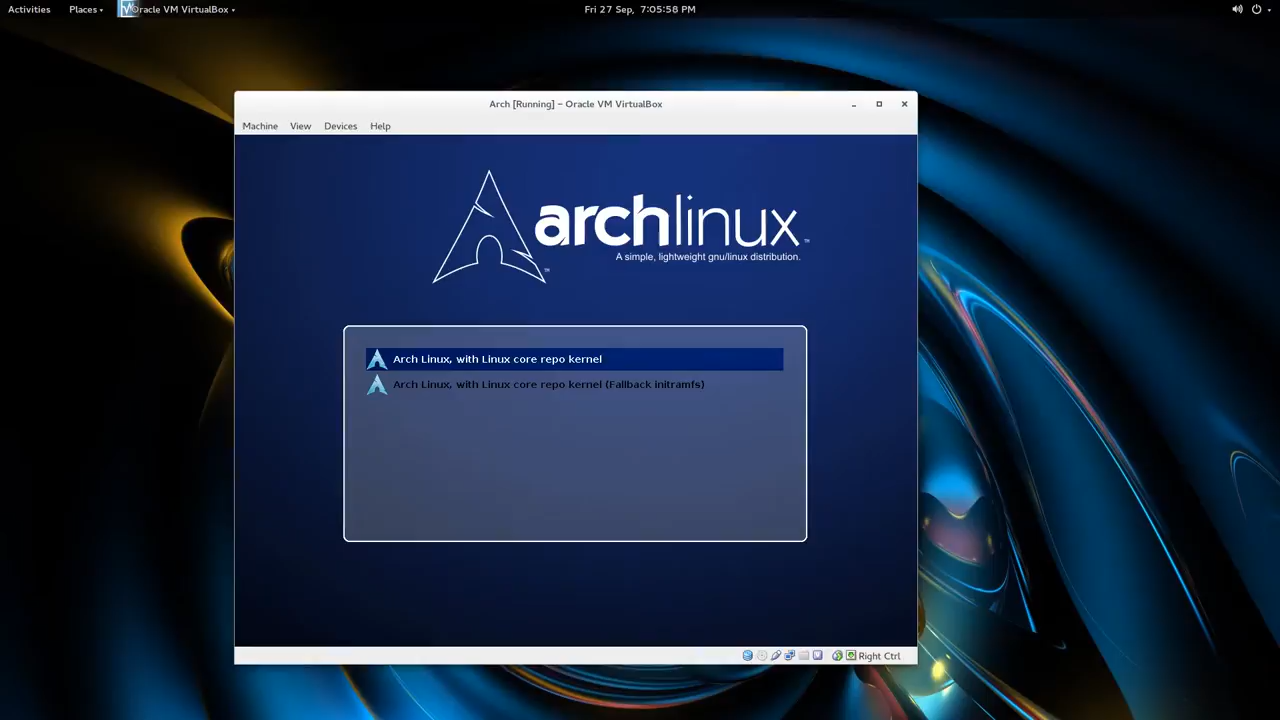 Activities Places Oracle VM VirtualBox Fri 27 Sep, 7:05:58 PM
Arch [Running] – Oracle VM VirtualBox
Machine View Devices Help
archlinux™
A simple, lightweight gnu/linux distribution.
™
Arch Linux, with Linux core repo kernel
Arch Linux, with Linux core repo kernel (Fallback initramfs)
Right Ctrl